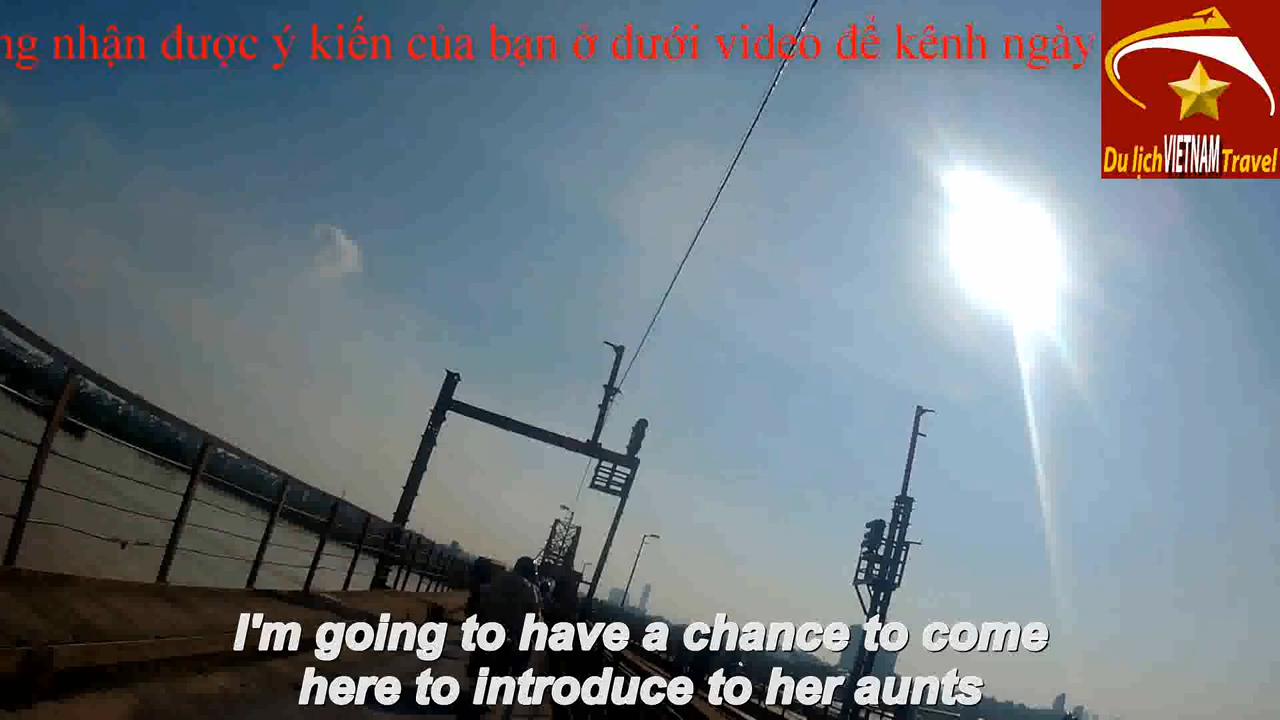 ng nhận được ý kiến của bạn ở dưới video để kênh ngày
Du lịch VIETNAM Travel
I'm going to have a chance to come
here to introduce to her aunts